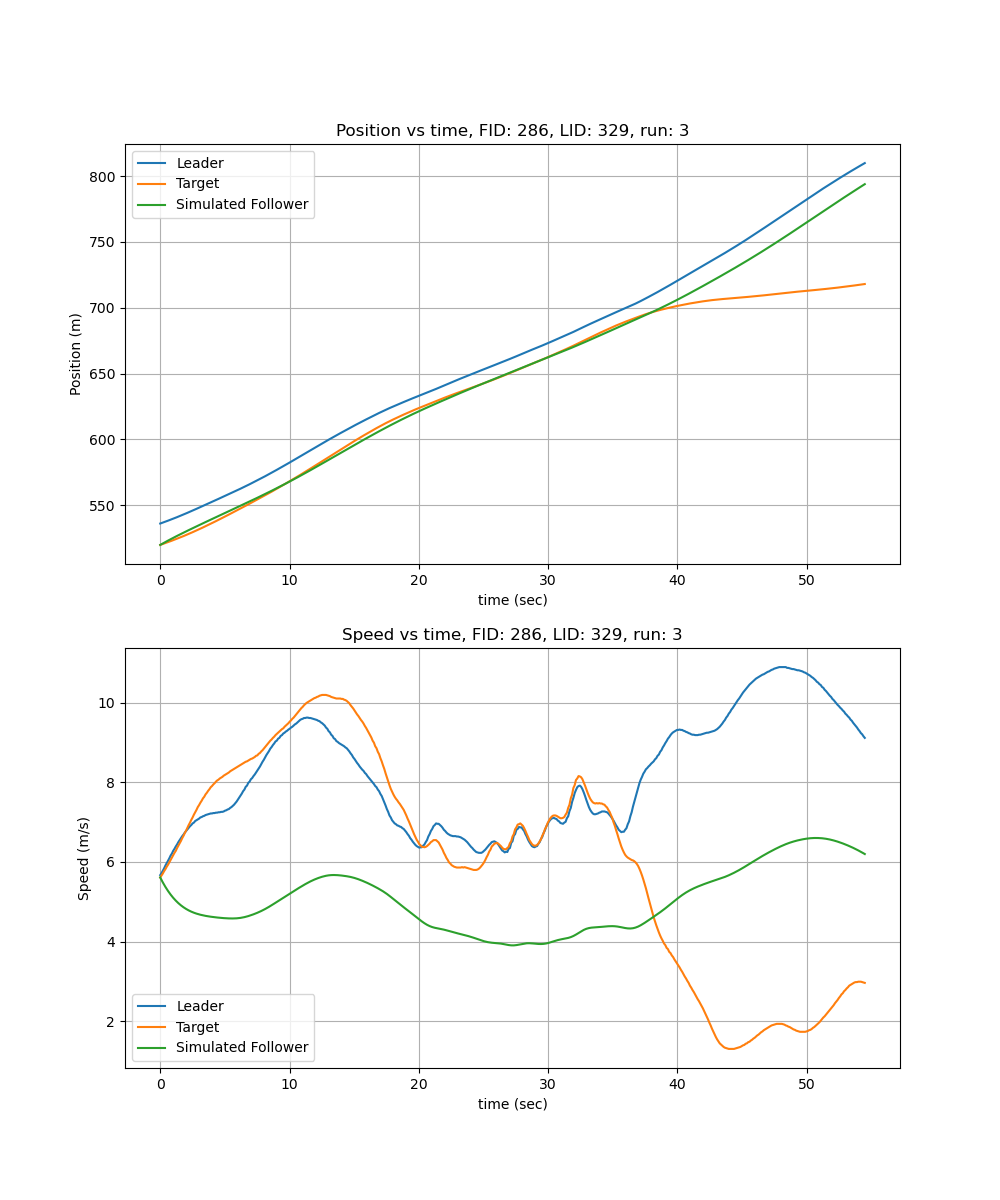 Position vs time, FID: 286, LID: 329, run: 3
Leader
Target
Simulated Follower
800
750
700
650
600
550
Position (m)
0 10 20 30 40 50
time (sec)
Speed vs time, FID: 286, LID: 329, run: 3
10
8
6
4
2
Speed (m/s)
Leader
Target
Simulated Follower
0 10 20 30 40 50
time (sec)